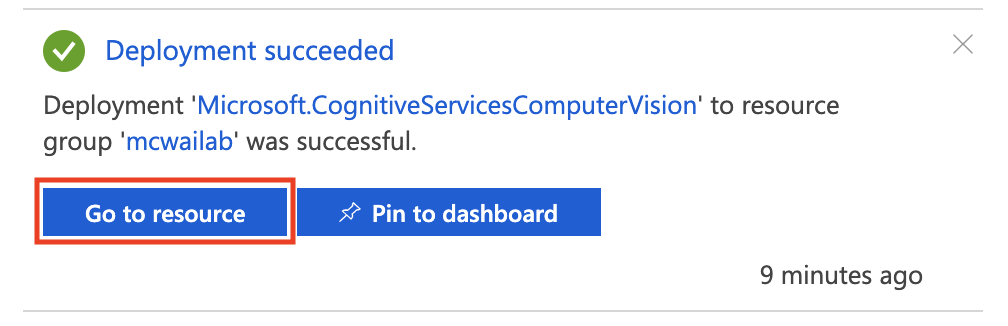 Deployment succeeded
Deployment 'Microsoft.CognitiveServicesComputerVision' to resource
group 'mcwailab' was successful.
Go to resource
Pin to dashboard
9 minutes ago